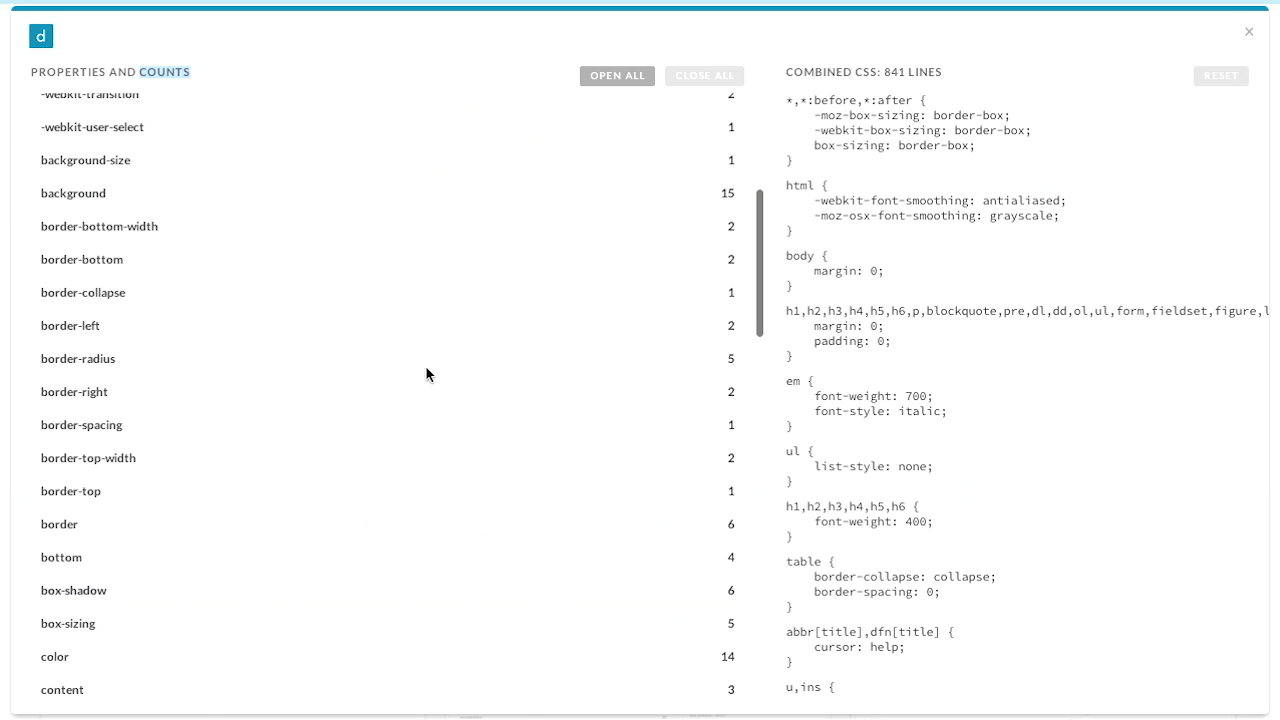 d
×
PROPERTIES AND COUNTS
OPEN ALL
CLOSE ALL
-webkit-transition 2
-webkit-user-select 1
background-size 1
background 15
border-bottom-width 2
border-bottom 2
border-collapse 1
border-left 2
border-radius 5
border-right 2
border-spacing 1
border-top-width 2
border-top 1
border 6
bottom 4
box-shadow 6
box-sizing 5
color 14
content 3
COMBINED CSS: 841 LINES
RESET
*,*:before,*:after {
    -moz-box-sizing: border-box;
    -webkit-box-sizing: border-box;
    box-sizing: border-box;
}
html {
    -webkit-font-smoothing: antialiased;
    -moz-osx-font-smoothing: grayscale;
}
body {
    margin: 0;
}
h1,h2,h3,h4,h5,h6,p,blockquote,pre,dl,dd,ol,ul,form,fieldset,figure,l
    margin: 0;
    padding: 0;
}
em {
    font-weight: 700;
    font-style: italic;
}
ul {
    list-style: none;
}
h1,h2,h3,h4,h5,h6 {
    font-weight: 400;
}
table {
    border-collapse: collapse;
    border-spacing: 0;
}
abbr[title],dfn[title] {
    cursor: help;
}
u,ins {